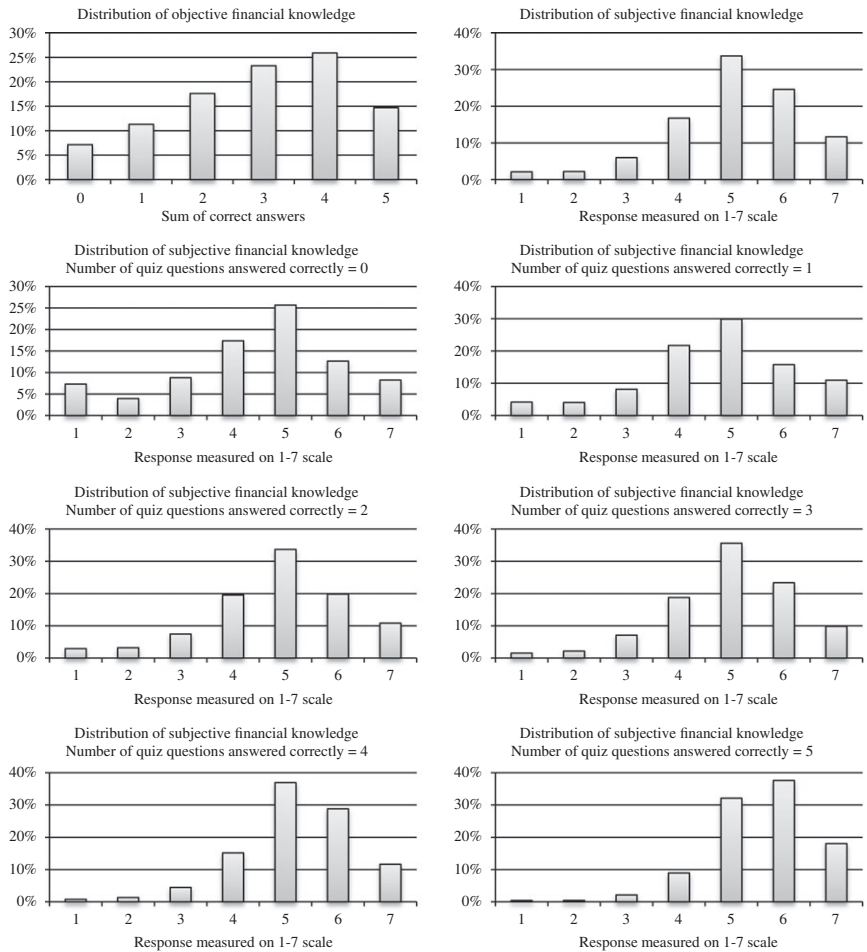 Distribution of objective financial knowledge
30%
25%
20%
15%
10%
5%
0%
0 1 2 3 4 5
Sum of correct answers
Distribution of subjective financial knowledge
40%
30%
20%
10%
0%
1 2 3 4 5 6 7
Response measured on 1-7 scale
Distribution of subjective financial knowledge
Number of quiz questions answered correctly = 0
30%
25%
20%
15%
10%
5%
0%
1 2 3 4 5 6 7
Response measured on 1-7 scale
Distribution of subjective financial knowledge
Number of quiz questions answered correctly = 1
40%
30%
20%
10%
0%
1 2 3 4 5 6 7
Response measured on 1-7 scale
Distribution of subjective financial knowledge
Number of quiz questions answered correctly = 2
40%
30%
20%
10%
0%
1 2 3 4 5 6 7
Response measured on 1-7 scale
Distribution of subjective financial knowledge
Number of quiz questions answered correctly = 3
40%
30%
20%
10%
0%
1 2 3 4 5 6 7
Response measured on 1-7 scale
Distribution of subjective financial knowledge
Number of quiz questions answered correctly = 4
40%
30%
20%
10%
0%
1 2 3 4 5 6 7
Response measured on 1-7 scale
Distribution of subjective financial knowledge
Number of quiz questions answered correctly = 5
40%
30%
20%
10%
0%
1 2 3 4 5 6 7
Response measured on 1-7 scale